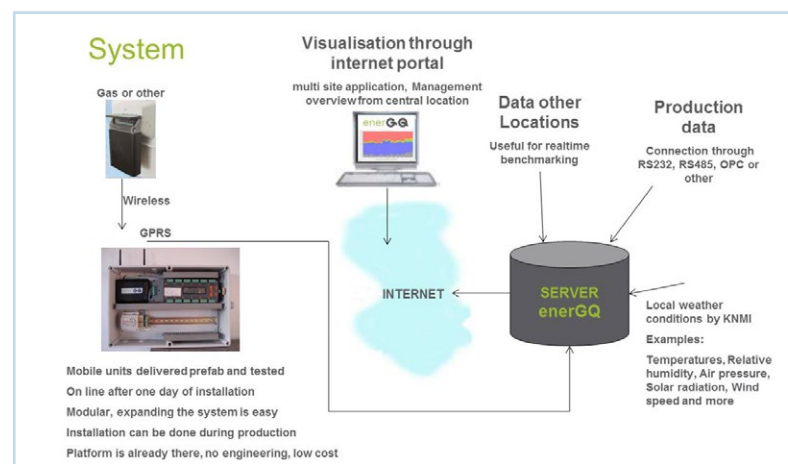 System
Visualisation through
internet portal
multi site application, Management
overview from central location
Gas or other
enerGQ
Data other
Locations
Useful for realtime
benchmarking
Production
data
Connection through
RS232, RS485, OPC or
other
Wireless
GPRS
INTERNET
SERVER
enerGQ
Local weather
conditions by KNMI
Examples:
Temperatures, Relative
humidity, Air pressure,
Solar radiation, Wind
speed and more
Mobile units delivered prefab and tested
On line after one day of installation
Modular, expanding the system is easy
Installation can be done during production
Platform is already there, no engineering, low cost